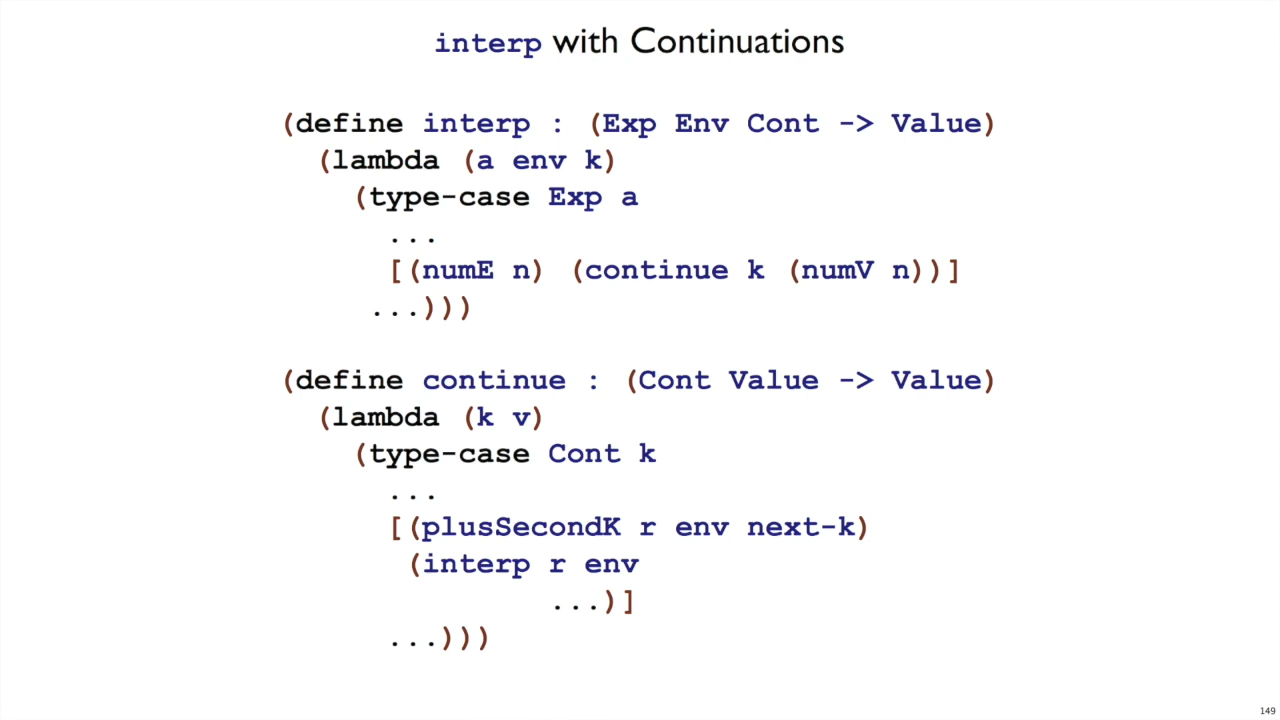 interp with Continuations
(define interp : (Exp Env Cont -> Value)
  (lambda (a env k)
    (type-case Exp a
      ...
      [(numE n) (continue k (numV n))]
     ...)))
(define continue : (Cont Value -> Value)
  (lambda (k v)
    (type-case Cont k
      ...
      [(plusSecondK r env next-k)
       (interp r env
               ...)]
      ...)))
149